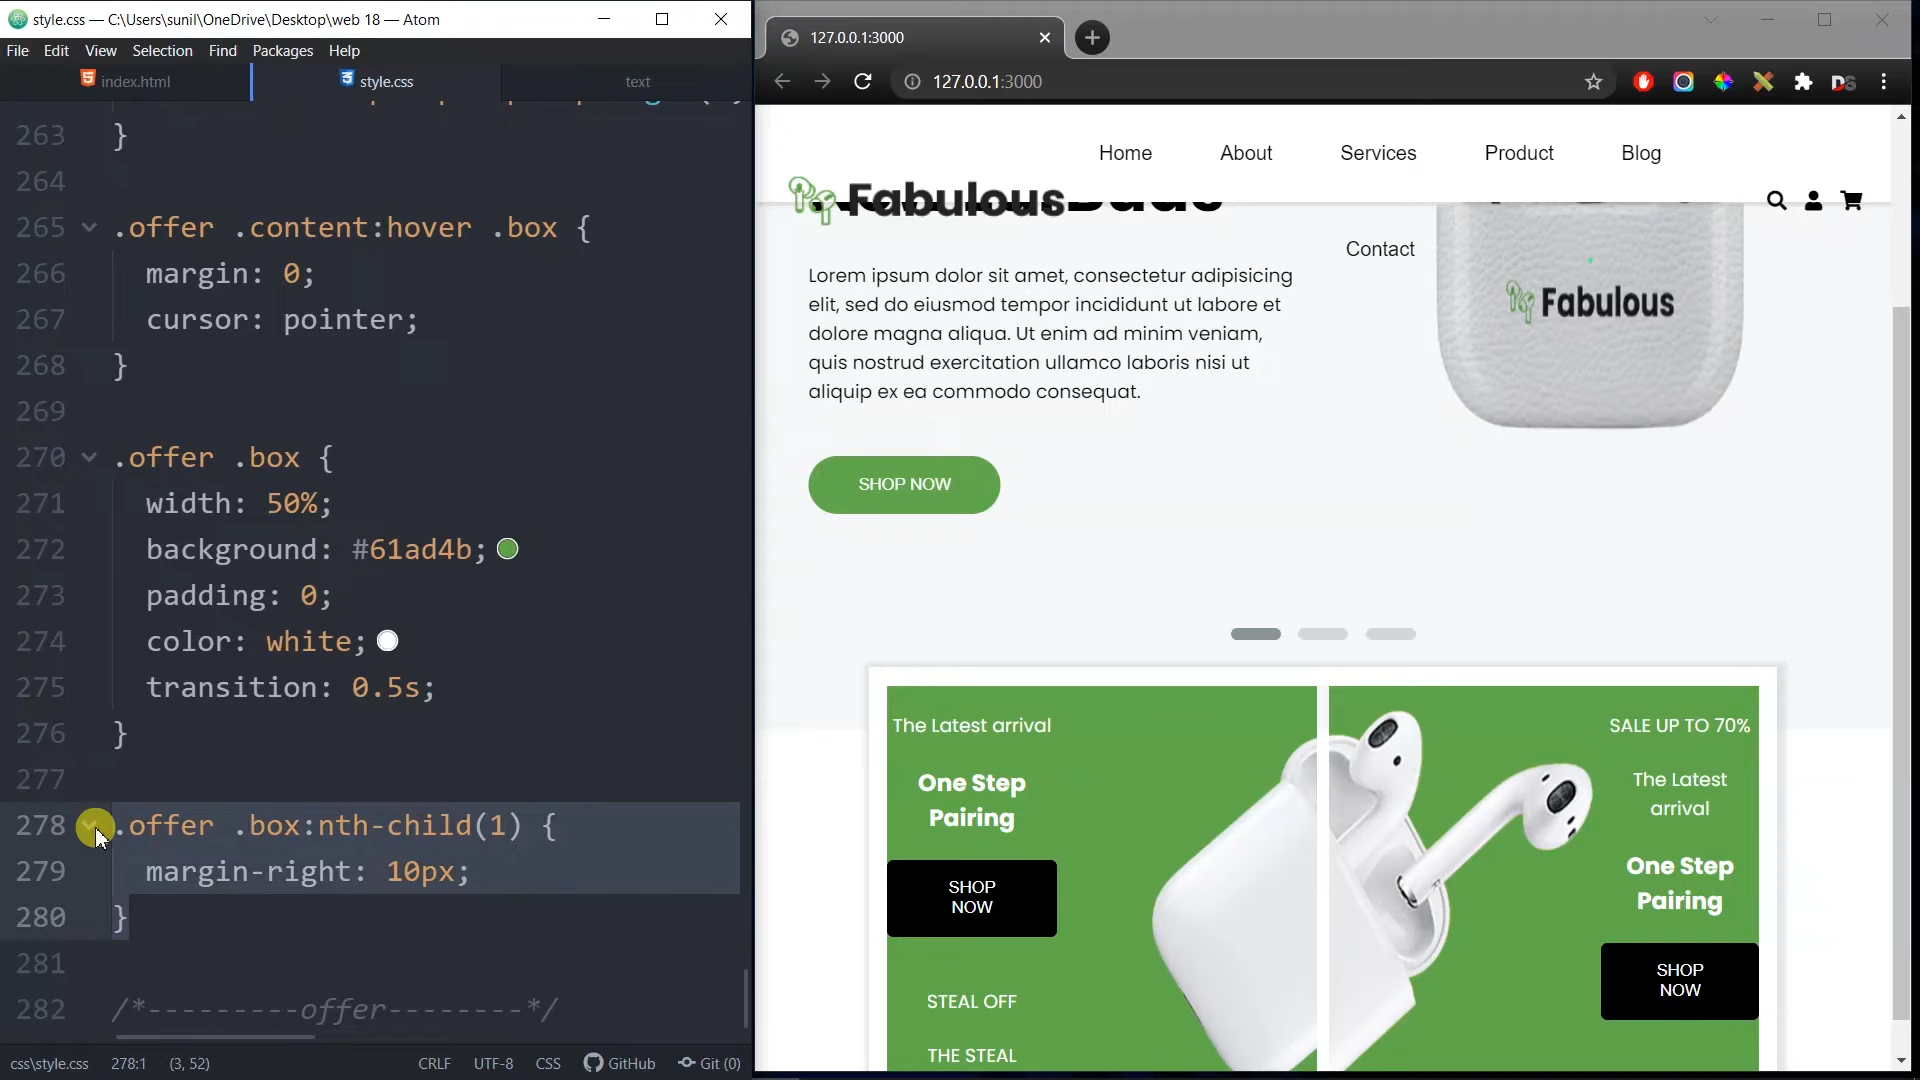 style.css — C:\Users\sunil\OneDrive\Desktop\web 18 — Atom
File Edit View Selection Find Packages Help
index.html
style.css
text
263 }
264
265 .offer .content:hover .box {
266 margin: 0;
267 cursor: pointer;
268 }
269
270 .offer .box {
271 width: 50%;
272 background: #61ad4b;
273 padding: 0;
274 color: white;
275 transition: 0.5s;
276 }
277
278 .offer .box:nth-child(1) {
279 margin-right: 10px;
280 }
281
282 /*---------offer--------*/
css\style.css 278:1 (3, 52) CRLF UTF-8 CSS GitHub Git (0)
127.0.0.1:3000
127.0.0.1:3000
Home About Services Product Blog
Fabulous
Contact
Lorem ipsum dolor sit amet, consectetur adipisicing
elit, sed do eiusmod tempor incididunt ut labore et
dolore magna aliqua. Ut enim ad minim veniam,
quis nostrud exercitation ullamco laboris nisi ut
aliquip ex ea commodo consequat.
Fabulous
SHOP NOW
The Latest arrival
One Step
Pairing
SHOP
NOW
STEAL OFF
THE STEAL
SALE UP TO 70%
The Latest
arrival
One Step
Pairing
SHOP
NOW